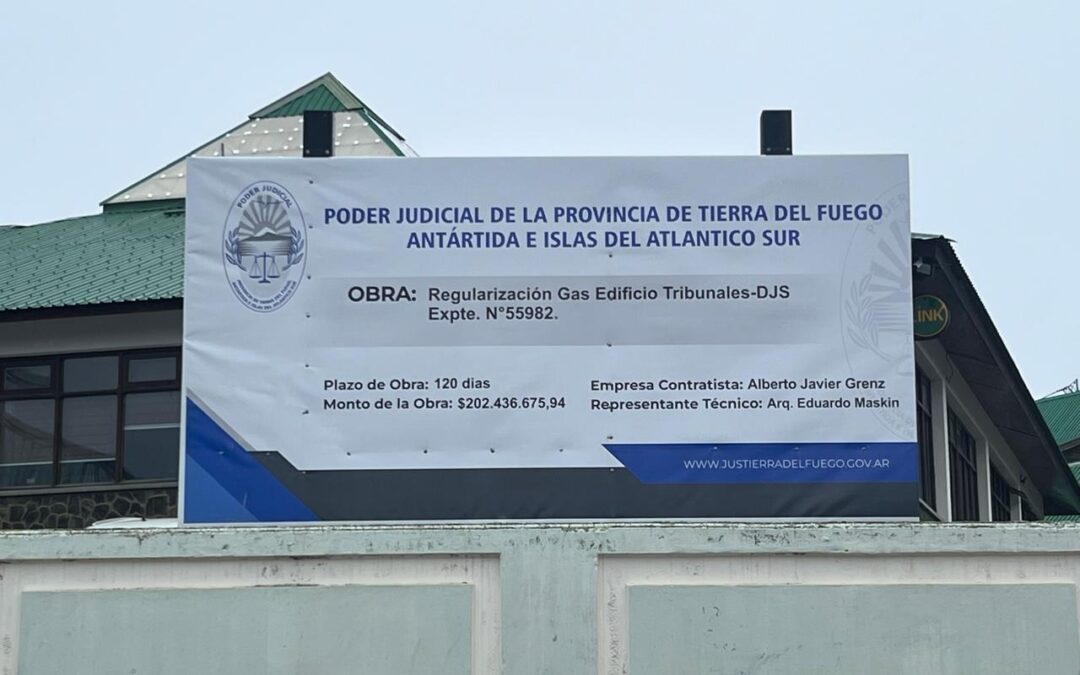 PODER JUDICIAL
PODER JUDICIAL DE LA PROVINCIA DE TIERRA DEL FUEGO
ANTÁRTIDA E ISLAS DEL ATLANTICO SUR
OBRA: Regularización Gas Edificio Tribunales-DJS
Expte. N°55982.
Plazo de Obra: 120 dias
Monto de la Obra: $202.436.675,94
Empresa Contratista: Alberto Javier Grenz
Representante Técnico: Arq. Eduardo Maskin
WWW.JUSTIERRADELFUEGO.GOV.AR
LINK